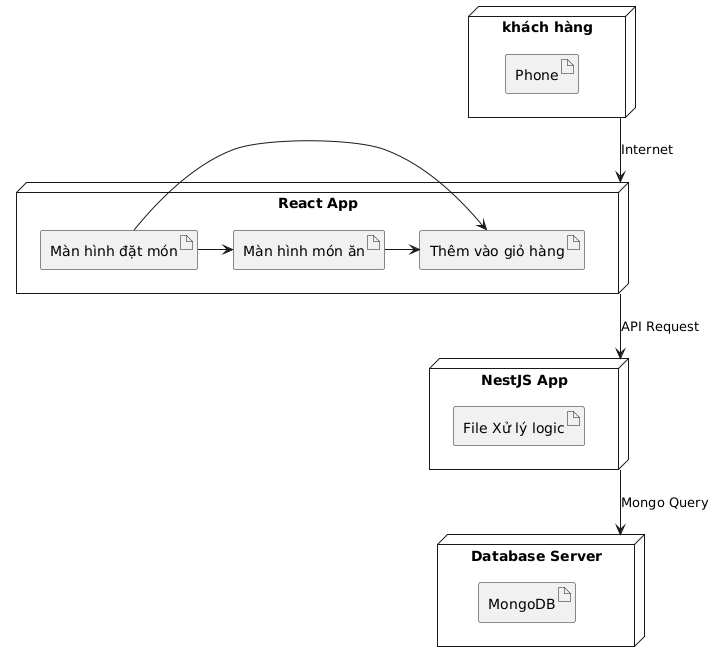 khách hàng
Phone
Internet
React App
Màn hình đặt món
Màn hình món ăn
Thêm vào giỏ hàng
API Request
NestJS App
File Xử lý logic
Mongo Query
Database Server
MongoDB